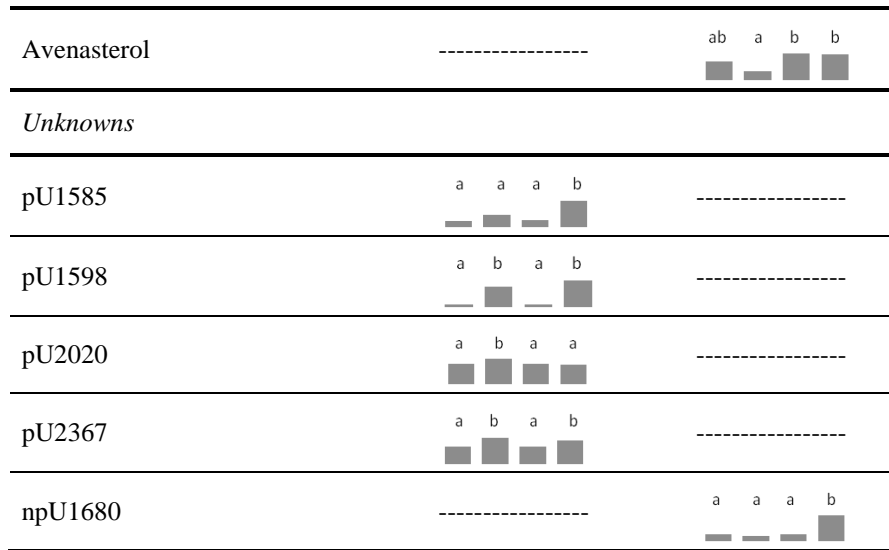 ab a b b
Avenasterol ----------------- 
Unknowns
a a a b
pU1585 -----------------
a b a b
pU1598 -----------------
a b a a
pU2020 -----------------
a b a b
pU2367 -----------------
a a a b
npU1680 -----------------